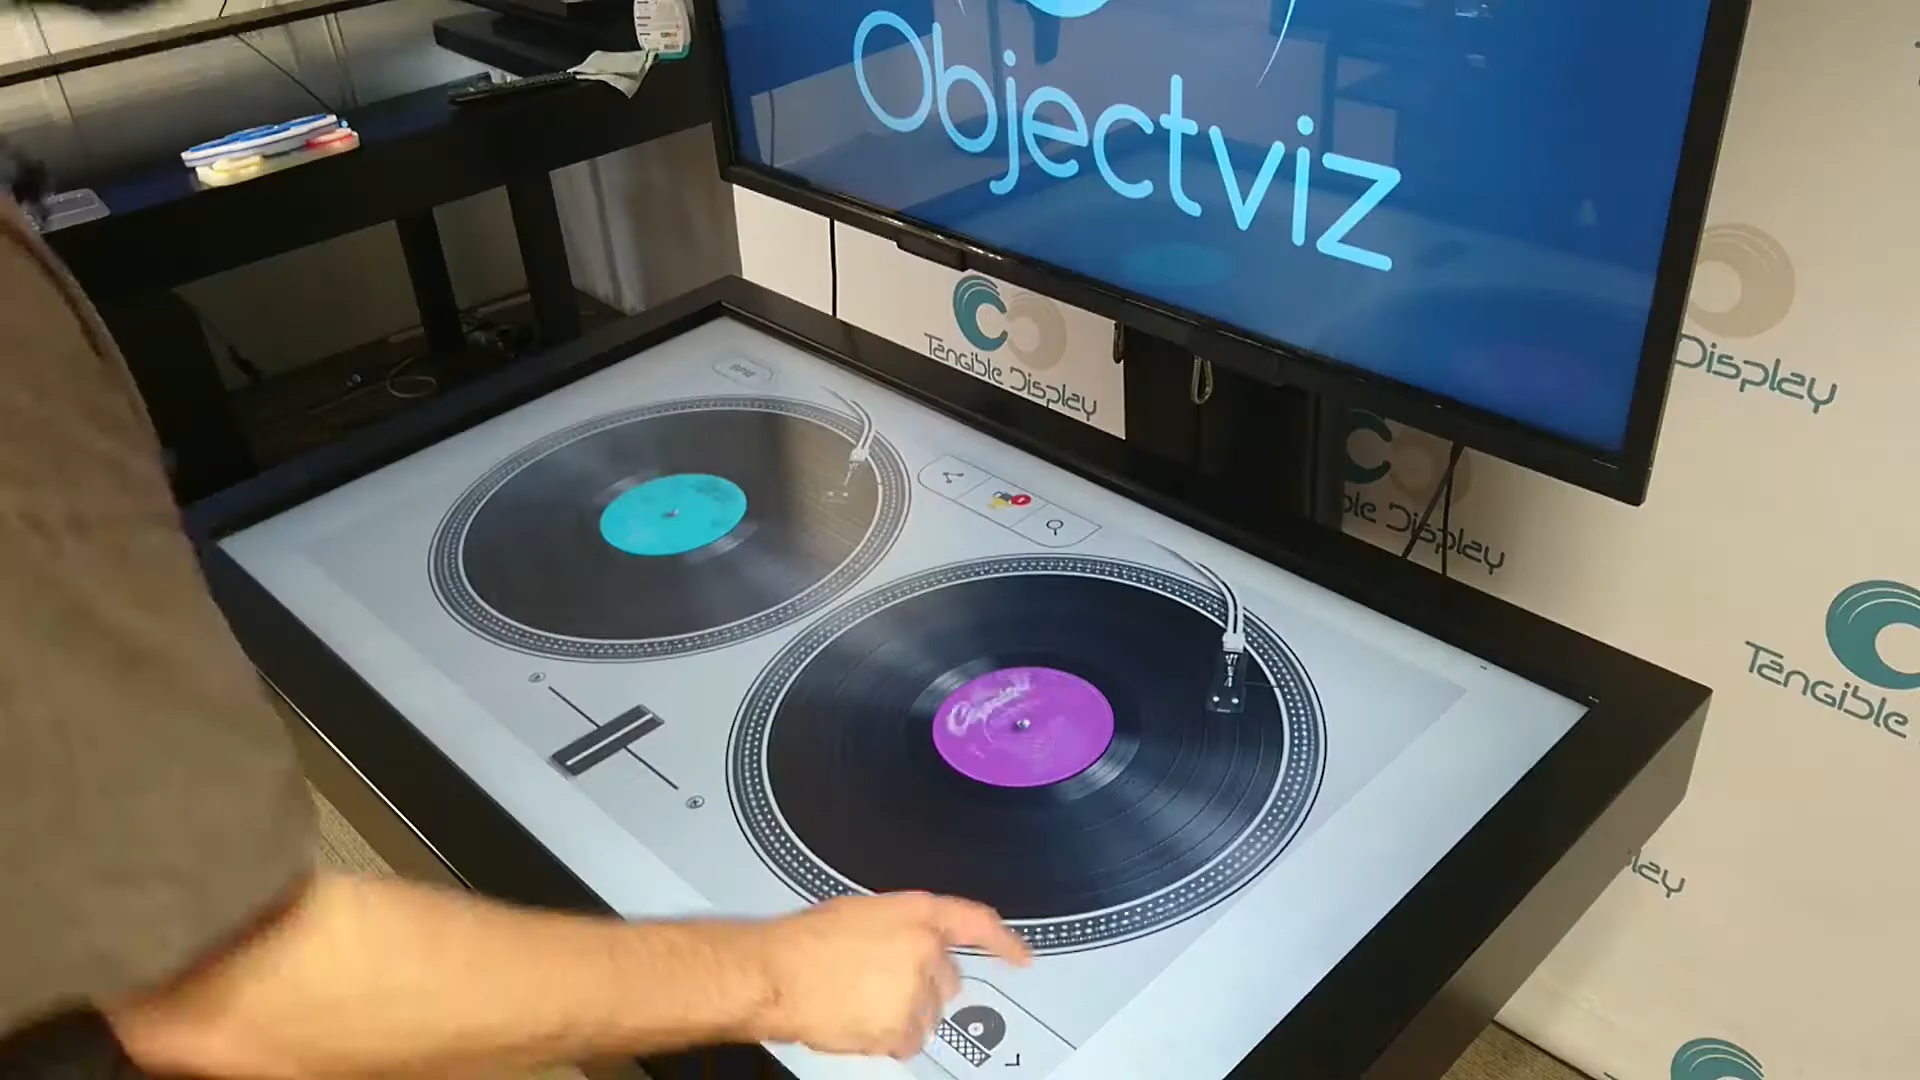 Objectviz
Tangible Display
Display
ble Display
Tangible
lay